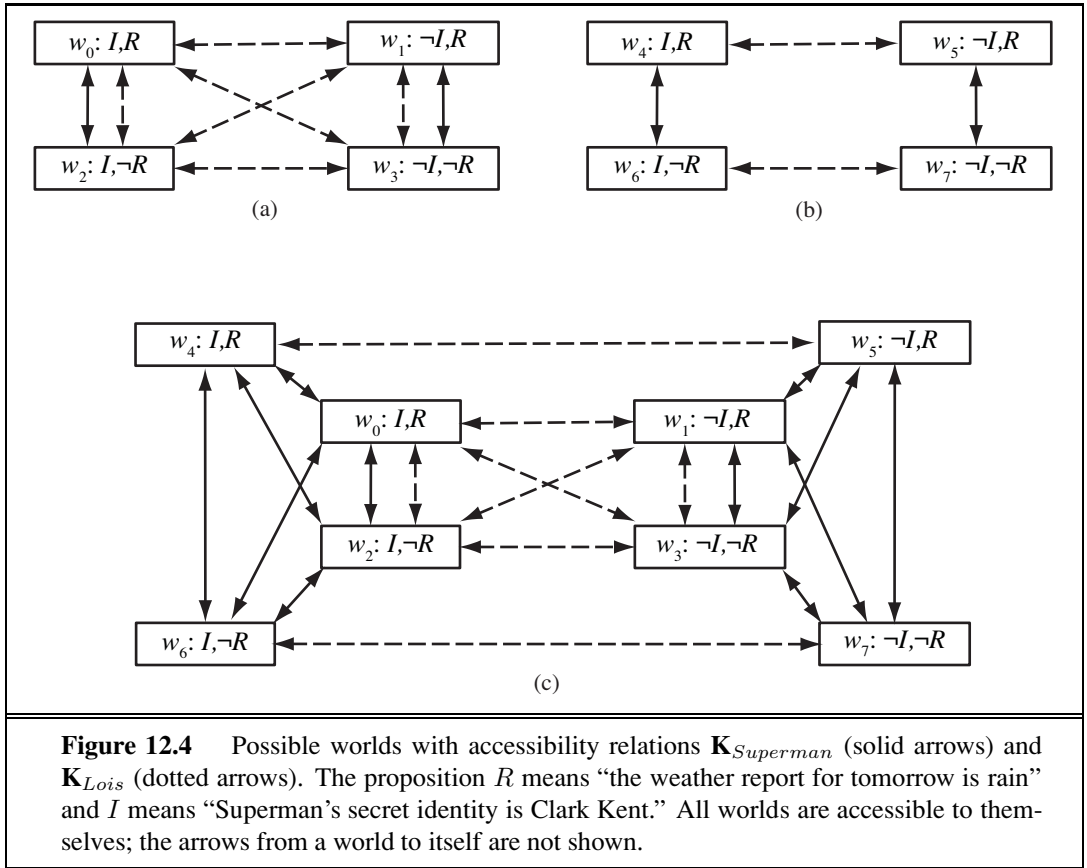 w₀: I,R
w₁: ¬I,R
w₂: I,¬R
w₃: ¬I,¬R
(a)
w₄: I,R
w₅: ¬I,R
w₆: I,¬R
w₇: ¬I,¬R
(b)
w₄: I,R
w₅: ¬I,R
w₀: I,R
w₁: ¬I,R
w₂: I,¬R
w₃: ¬I,¬R
w₆: I,¬R
w₇: ¬I,¬R
(c)
Figure 12.4 Possible worlds with accessibility relations K_Superman (solid arrows) and
K_Lois (dotted arrows). The proposition R means “the weather report for tomorrow is rain”
and I means “Superman’s secret identity is Clark Kent.” All worlds are accessible to them-
selves; the arrows from a world to itself are not shown.